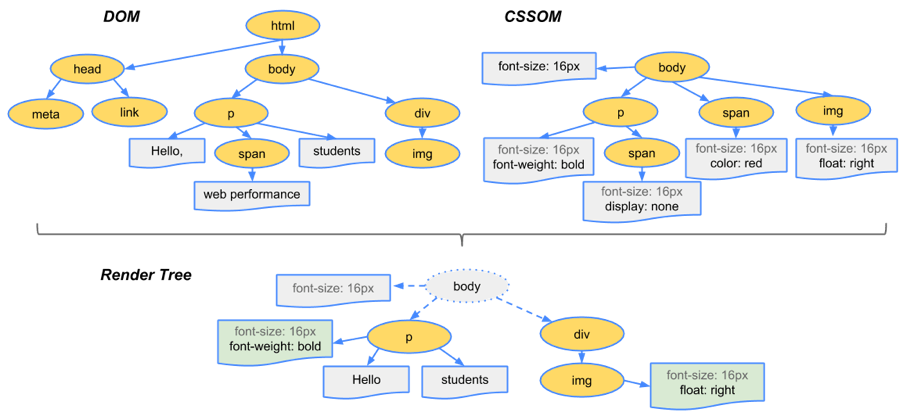 DOM
CSSOM
html
head
body
meta
link
p
div
Hello,
span
students
img
web performance
font-size: 16px
body
p
span
img
font-size: 16px
font-weight: bold
span
font-size: 16px
color: red
font-size: 16px
float: right
font-size: 16px
display: none
Render Tree
font-size: 16px
body
font-size: 16px
font-weight: bold
p
div
Hello
students
img
font-size: 16px
float: right